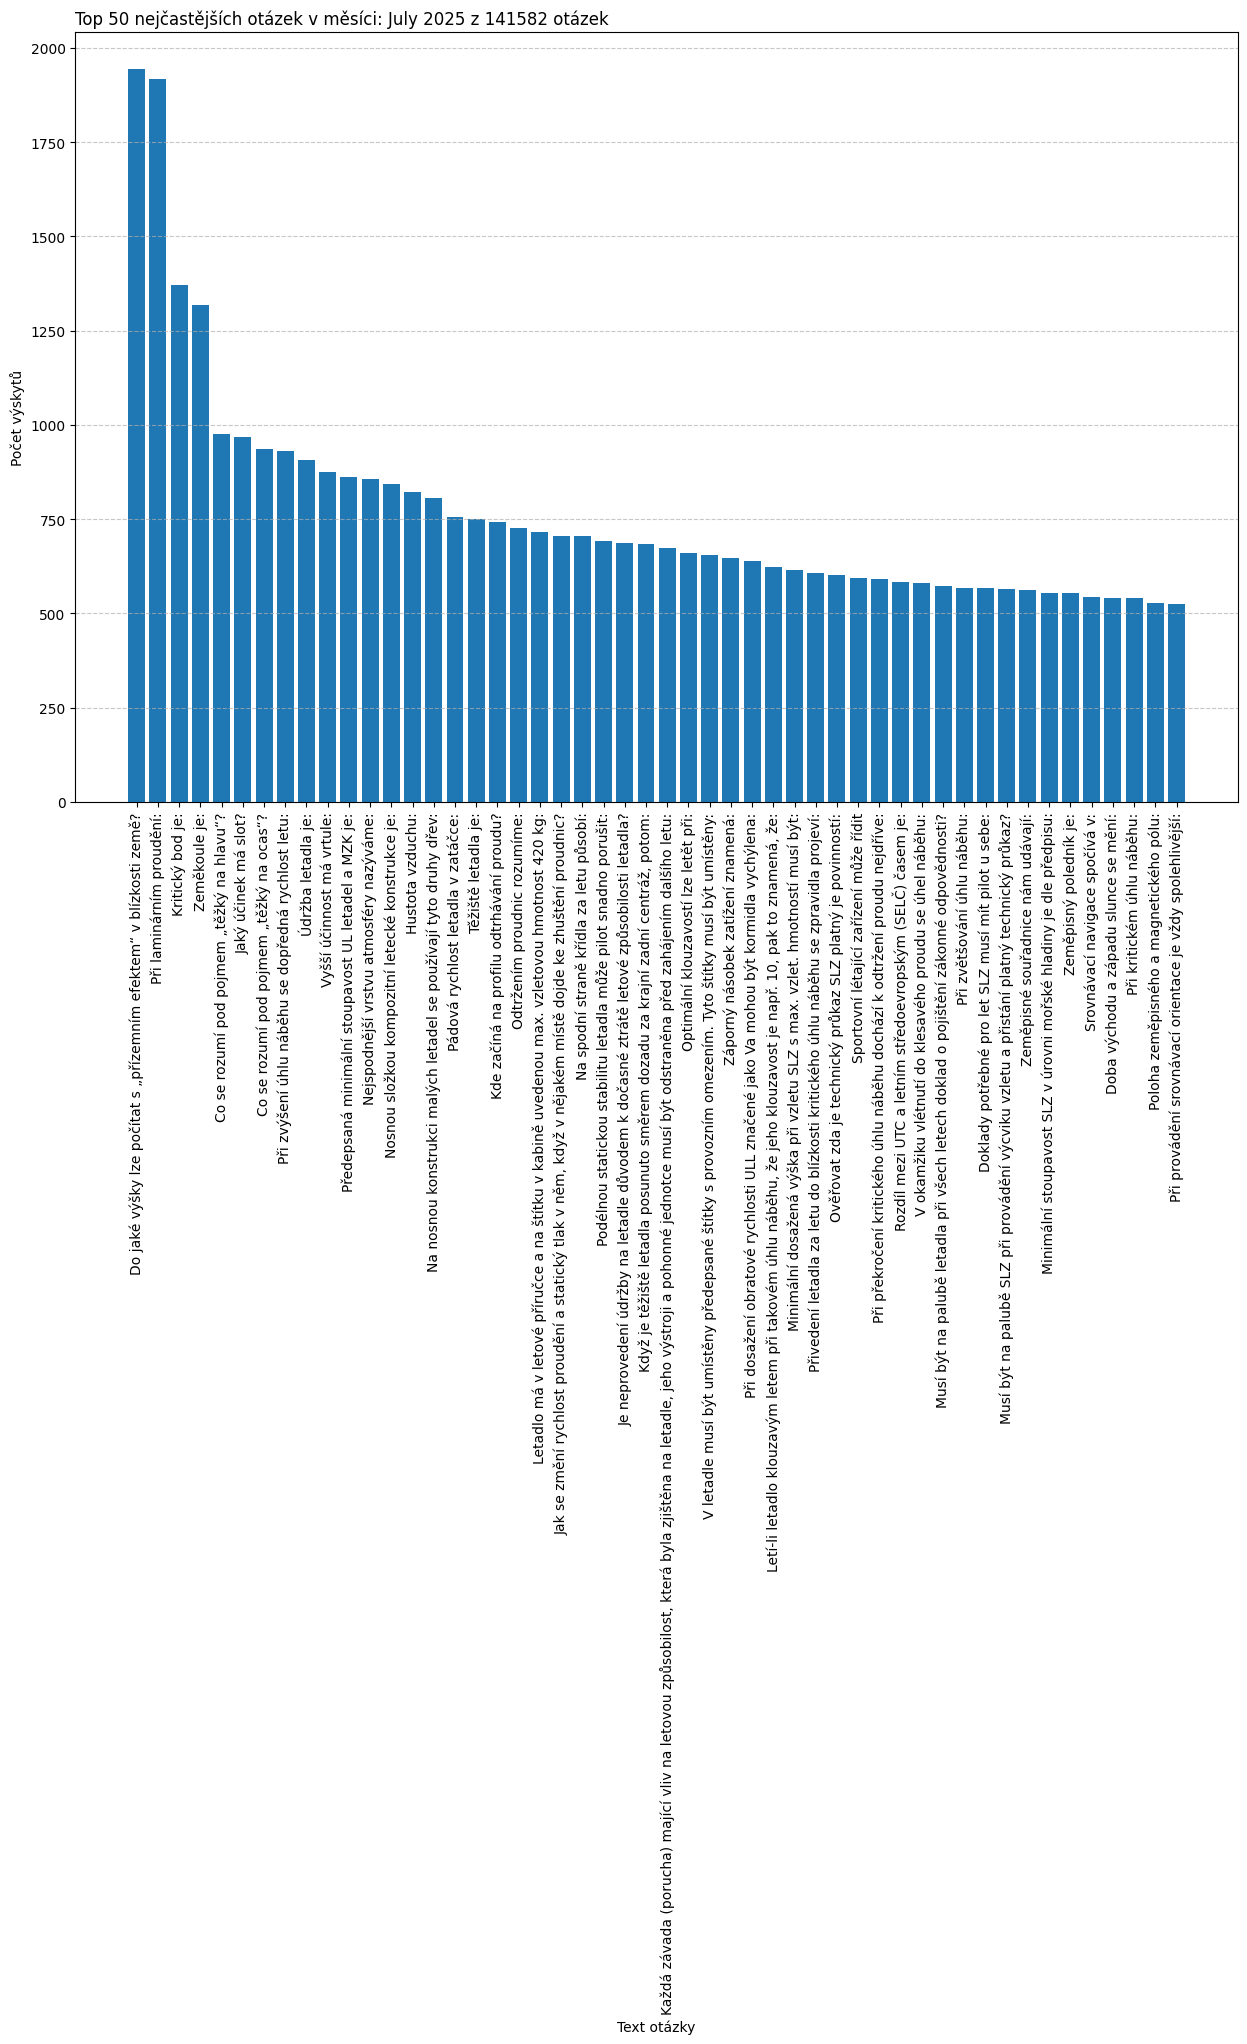 Top 50 nejčastějších otázek v měsíci: July 2025 z 141582 otázek
Počet výskytů
2000
1750
1500
1250
1000
750
500
250
0
Do jaké výšky lze počítat s „přízemním efektem“ v blízkosti země?
Při laminárním proudění:
Kritický bod je:
Zeměkoule je:
Co se rozumí pod pojmem „těžký na hlavu“?
Jaký účinek má slot?
Co se rozumí pod pojmem „těžký na ocas“?
Při zvýšení úhlu náběhu se dopředná rychlost letu:
Údržba letadla je:
Vyšší účinnost má vrtule:
Předepsaná minimální stoupavost UL letadel a MZK je:
Nejspodnější vrstvu atmosféry nazýváme:
Nosnou složkou kompozitní letecké konstrukce je:
Hustota vzduchu:
Na nosnou konstrukci malých letadel se používají tyto druhy dřev:
Pádová rychlost letadla v zatáčce:
Těžiště letadla je:
Kde začíná na profilu odtrhávání proudu?
Odtržením proudnic rozumíme:
Letadlo má v letové příručce a na štítku v kabině uvedenou max. vzletovou hmotnost 420 kg:
Jak se změní rychlost proudění a statický tlak v něm, když v nějakém místě dojde ke zhuštění proudnic?
Na spodní straně křídla za letu působí:
Podélnou statickou stabilitu letadla může pilot snadno porušit:
Je neprovedení údržby na letadle důvodem k dočasné ztrátě letové způsobilosti letadla?
Když je těžiště letadla posunuto směrem dozadu za krajní zadní centráž, potom:
Každá závada (porucha) mající vliv na letovou způsobilost, která byla zjištěna na letadle, jeho výstroji a pohonné jednotce musí být odstraněna před zahájením dalšího letu:
Optimální klouzavostí lze letět při:
V letadle musí být umístěny předepsané štítky s provozním omezením. Tyto štítky musí být umístěny:
Záporný násobek zatížení znamená:
Při dosažení obratové rychlosti ULL značené jako Va mohou být kormidla vychýlena:
Letí-li letadlo klouzavým letem při takovém úhlu náběhu, že jeho klouzavost je např. 10, pak to znamená, že:
Minimální dosažená výška při vzletu SLZ s max. vzlet. hmotností musí být:
Přivedení letadla za letu do blízkosti kritického úhlu náběhu se zpravidla projeví:
Ověřovat zda je technický průkaz SLZ platný je povinností:
Sportovní létající zařízení může řídit
Při překročení kritického úhlu náběhu dochází k odtržení proudu nejdříve:
Rozdíl mezi UTC a letním středoevropským (SELČ) časem je:
V okamžiku vlétnutí do klesavého proudu se úhel náběhu:
Musí být na palubě letadla při všech letech doklad o pojištění zákonné odpovědnosti?
Při zvětšování úhlu náběhu:
Doklady potřebné pro let SLZ musí mít pilot u sebe:
Musí být na palubě SLZ při provádění výcviku vzletu a přistání platný technický průkaz?
Zeměpisné souřadnice nám udávají:
Minimální stoupavost SLZ v úrovni mořské hladiny je dle předpisu:
Zeměpisný poledník je:
Srovnávací navigace spočívá v:
Doba východu a západu slunce se mění:
Při kritickém úhlu náběhu:
Poloha zeměpisného a magnetického pólu:
Při provádění srovnávací orientace je vždy spolehlivější:
Text otázky